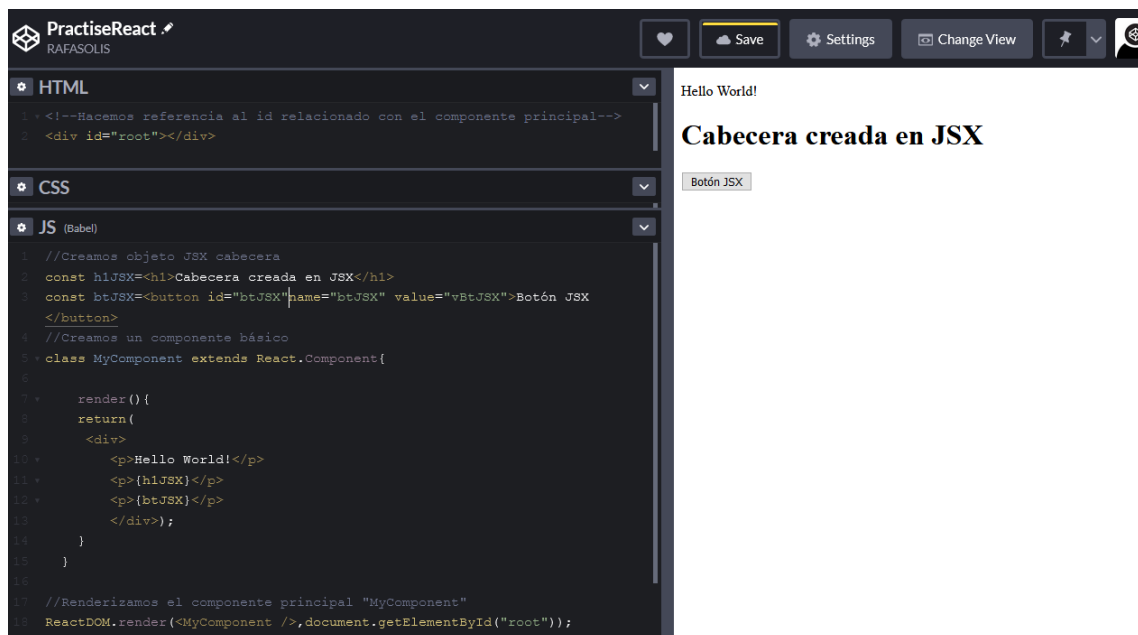 PractiseReact
RAFASOLIS
Save
Settings
Change View
HTML
1 <!--Hacemos referencia al id relacionado con el componente principal-->
2 <div id="root"></div>
CSS
JS (Babel)
1 //Creamos objeto JSX cabecera
2 const h1JSX=<h1>Cabecera creada en JSX</h1>
3 const btJSX=<button id="btJSX"name="btJSX" value="vBtJSX">Botón JSX
</button>
4 //Creamos un componente básico
5 class MyComponent extends React.Component{
6
7 render(){
8 return(
9 <div>
10 <p>Hello World!</p>
11 <p>{h1JSX}</p>
12 <p>{btJSX}</p>
13 </div>);
14 }
15 }
16
17 //Renderizamos el componente principal "MyComponent"
18 ReactDOM.render(<MyComponent />,document.getElementById("root"));
Hello World!
Cabecera creada en JSX
Botón JSX